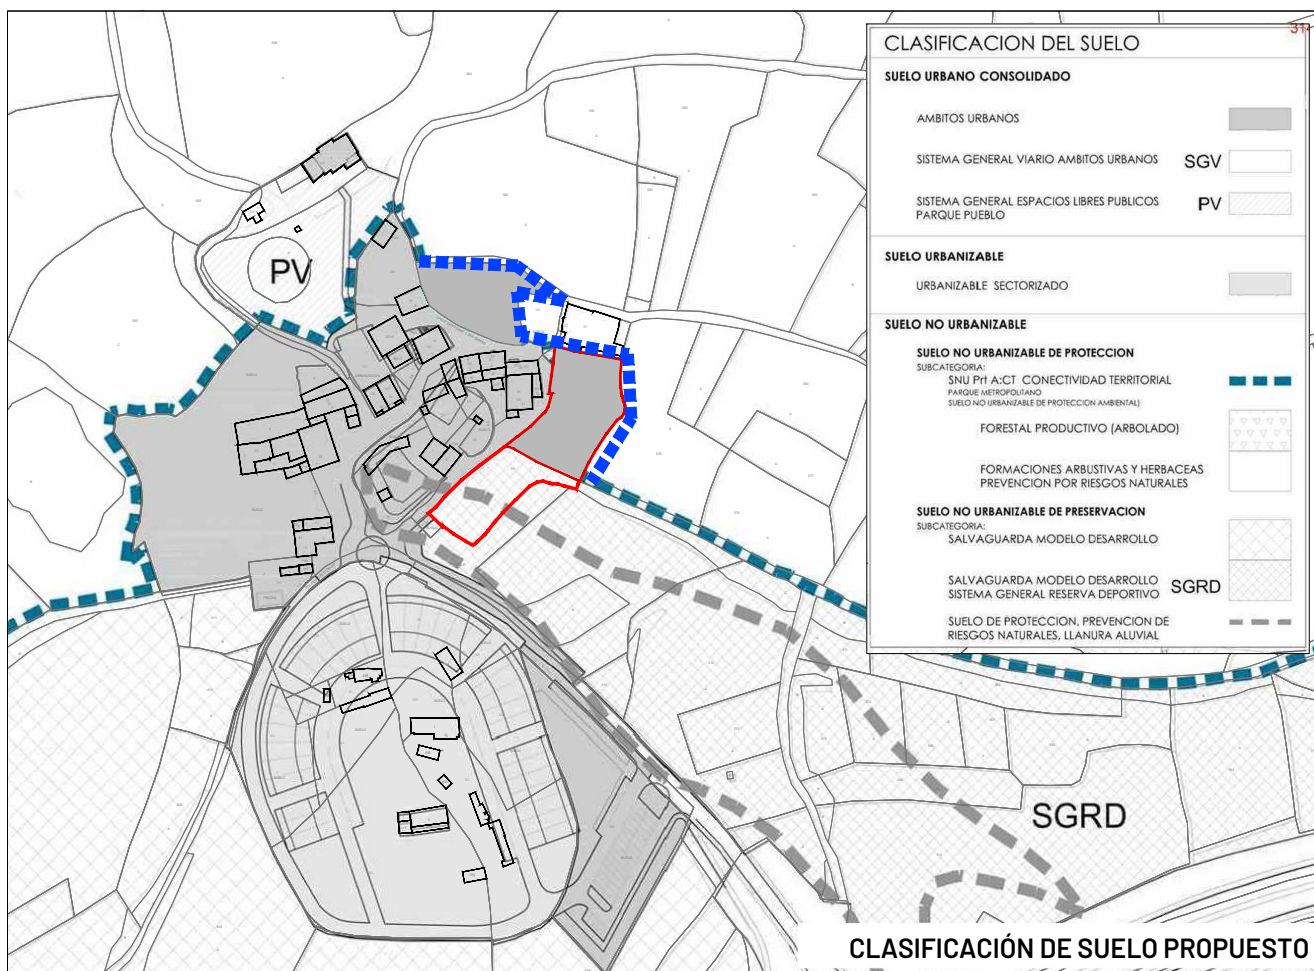 31
CLASIFICACION DEL SUELO
SUELO URBANO CONSOLIDADO
AMBITOS URBANOS
SISTEMA GENERAL VIARIO AMBITOS URBANOS SGV
SISTEMA GENERAL ESPACIOS LIBRES PUBLICOS PV
PARQUE PUEBLO
SUELO URBANIZABLE
URBANIZABLE SECTORIZADO
SUELO NO URBANIZABLE
SUELO NO URBANIZABLE DE PROTECCION
SUBCATEGORIA:
SNU Prt A:CT CONECTIVIDAD TERRITORIAL
PARQUE METROPOLITANO
SUELO NO URBANIZABLE DE PROTECCION AMBIENTAL)
FORESTAL PRODUCTIVO (ARBOLADO)
FORMACIONES ARBUSTIVAS Y HERBACEAS
PREVENCION POR RIESGOS NATURALES
SUELO NO URBANIZABLE DE PRESERVACION
SUBCATEGORIA:
SALVAGUARDA MODELO DESARROLLO
SALVAGUARDA MODELO DESARROLLO
SISTEMA GENERAL RESERVA DEPORTIVO SGRD
SUELO DE PROTECCION, PREVENCION DE
RIESGOS NATURALES, LLANURA ALUVIAL
PV
SGRD
CLASIFICACIÓN DE SUELO PROPUESTO